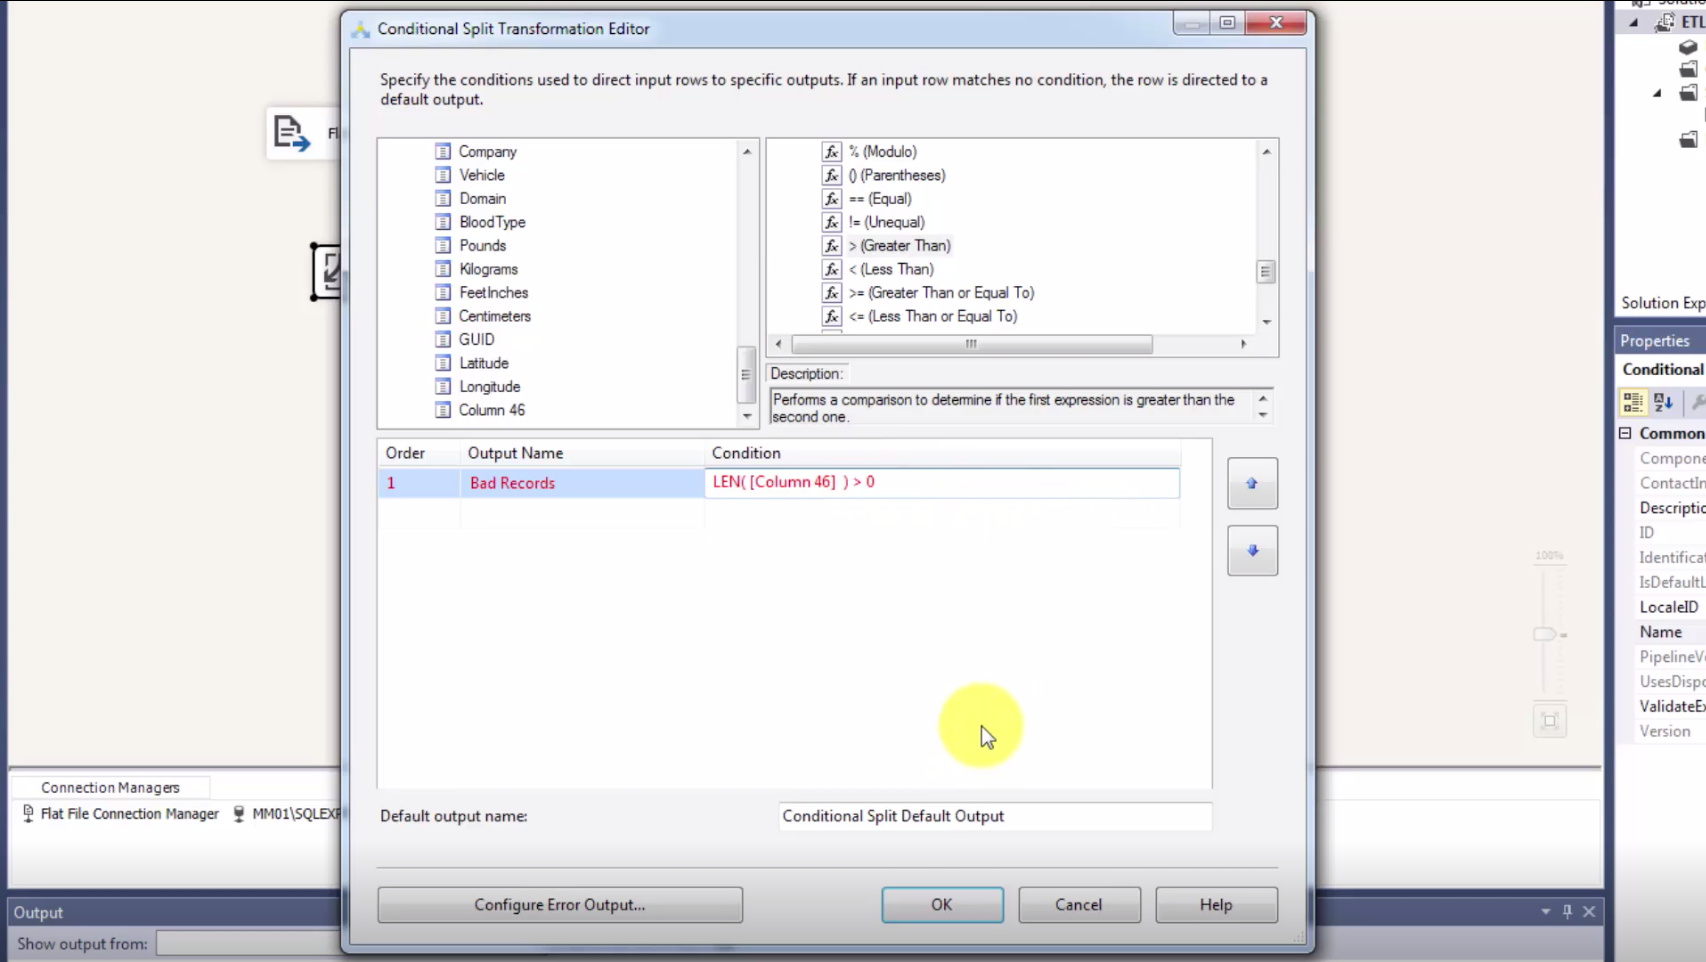 Conditional Split Transformation Editor
Specify the conditions used to direct input rows to specific outputs. If an input row matches no condition, the row is directed to a
default output.
Company
Vehicle
Domain
BloodType
Pounds
Kilograms
FeetInches
Centimeters
GUID
Latitude
Longitude
Column 46
% (Modulo)
() (Parentheses)
== (Equal)
!= (Unequal)
> (Greater Than)
< (Less Than)
>= (Greater Than or Equal To)
<= (Less Than or Equal To)
Description:
Performs a comparison to determine if the first expression is greater than the
second one.
Order Output Name Condition
1 Bad Records LEN( [Column 46] ) > 0
Default output name: Conditional Split Default Output
Configure Error Output... OK Cancel Help
Connection Managers
Flat File Connection Manager MM01\SQLEXP
Output
Show output from:
100%
ETL
Solution Exp
Properties
Conditional
Common
Compone
ContactIn
Descriptio
ID
Identifica
IsDefaultL
LocaleID
Name
PipelineVe
UsesDispo
ValidateEx
Version